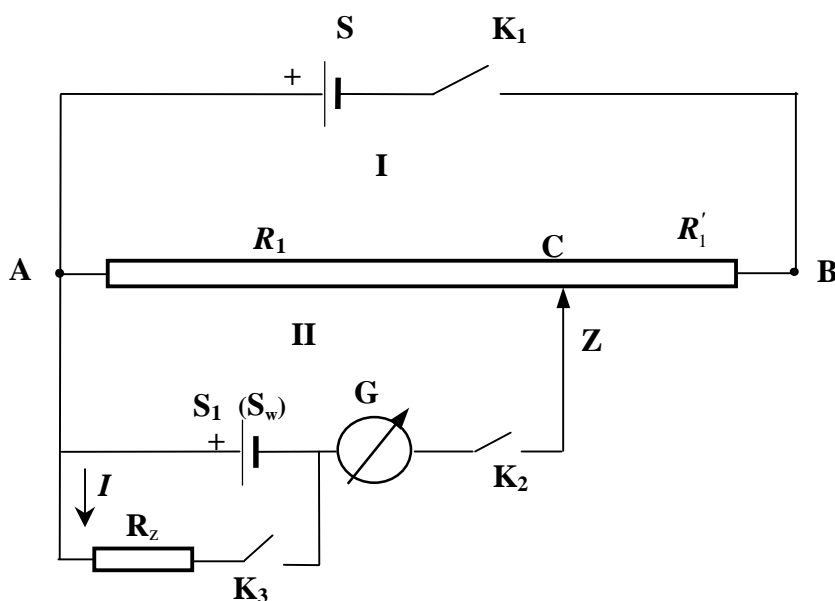 S K₁
+
I
R₁ C R₁′
A B
II Z
G
S₁ (Sw)
+
K₂
I
Rz
K₃